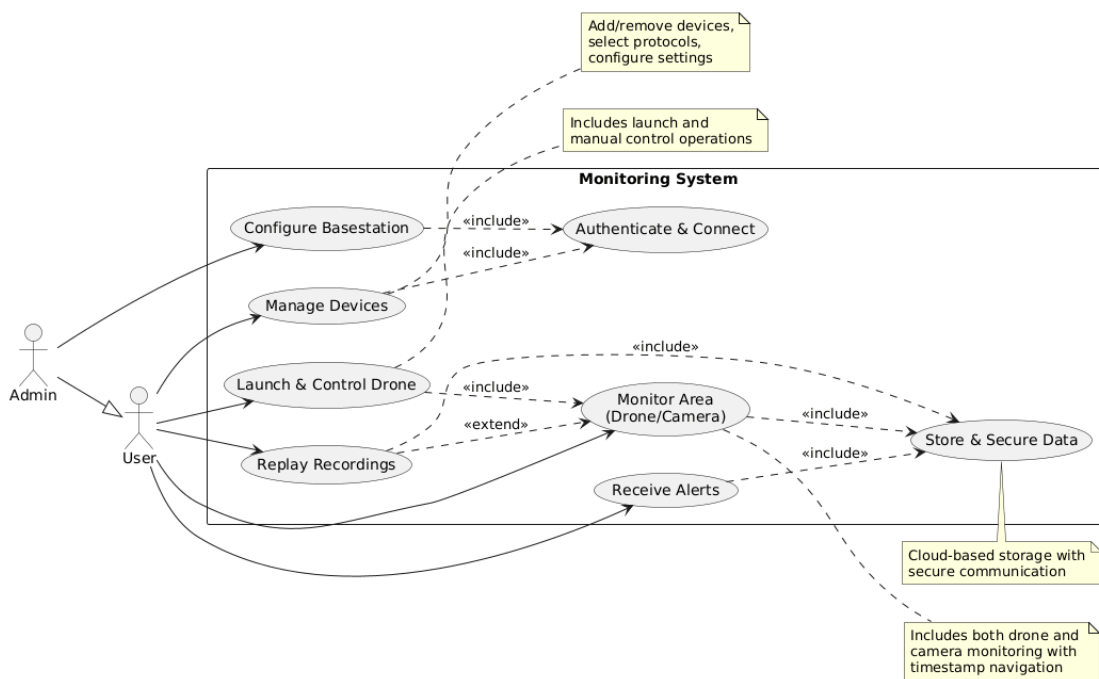 Add/remove devices,
select protocols,
configure settings
Includes launch and
manual control operations
Monitoring System
Configure Basestation
«include»
Authenticate & Connect
«include»
Manage Devices
Admin
User
Launch & Control Drone
«include»
«include»
Monitor Area
(Drone/Camera)
«extend»
Replay Recordings
«include»
Store & Secure Data
«include»
Receive Alerts
Cloud-based storage with
secure communication
Includes both drone and
camera monitoring with
timestamp navigation